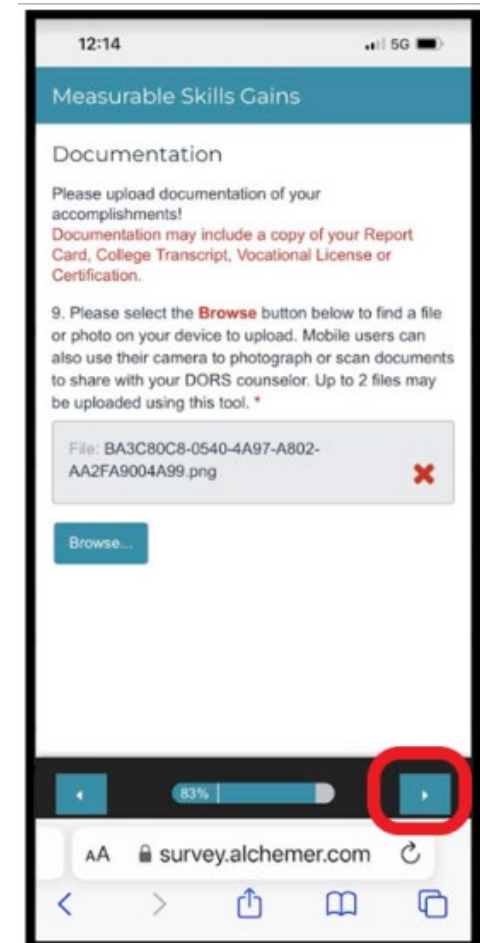 12:14
5G
Measurable Skills Gains
Documentation
Please upload documentation of your
accomplishments!
Documentation may include a copy of your Report
Card, College Transcript, Vocational License or
Certification.
9. Please select the Browse button below to find a file
or photo on your device to upload. Mobile users can
also use their camera to photograph or scan documents
to share with your DORS counselor. Up to 2 files may
be uploaded using this tool. *
File: BA3C80C8-0540-4A97-A802-
AA2FA9004A99.png
Browse...
83%
AA survey.alchemer.com